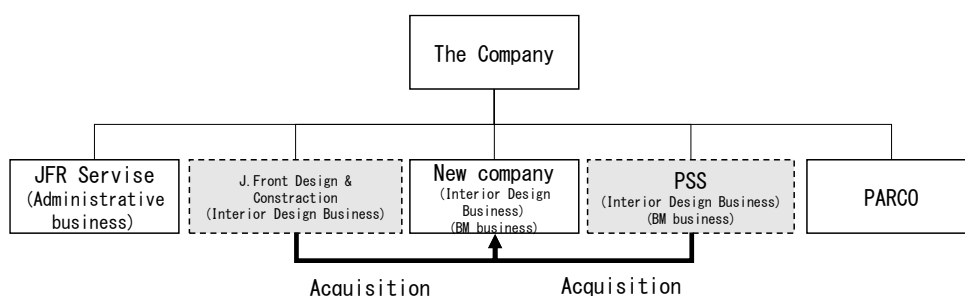 The Company
JFR Servise
(Administrative
business)
J.Front Design &
Constraction
(Interior Design Business)
New company
(Interior Design
Business)
(BM business)
PSS
(Interior Design Business)
(BM business)
PARCO
Acquisition
Acquisition